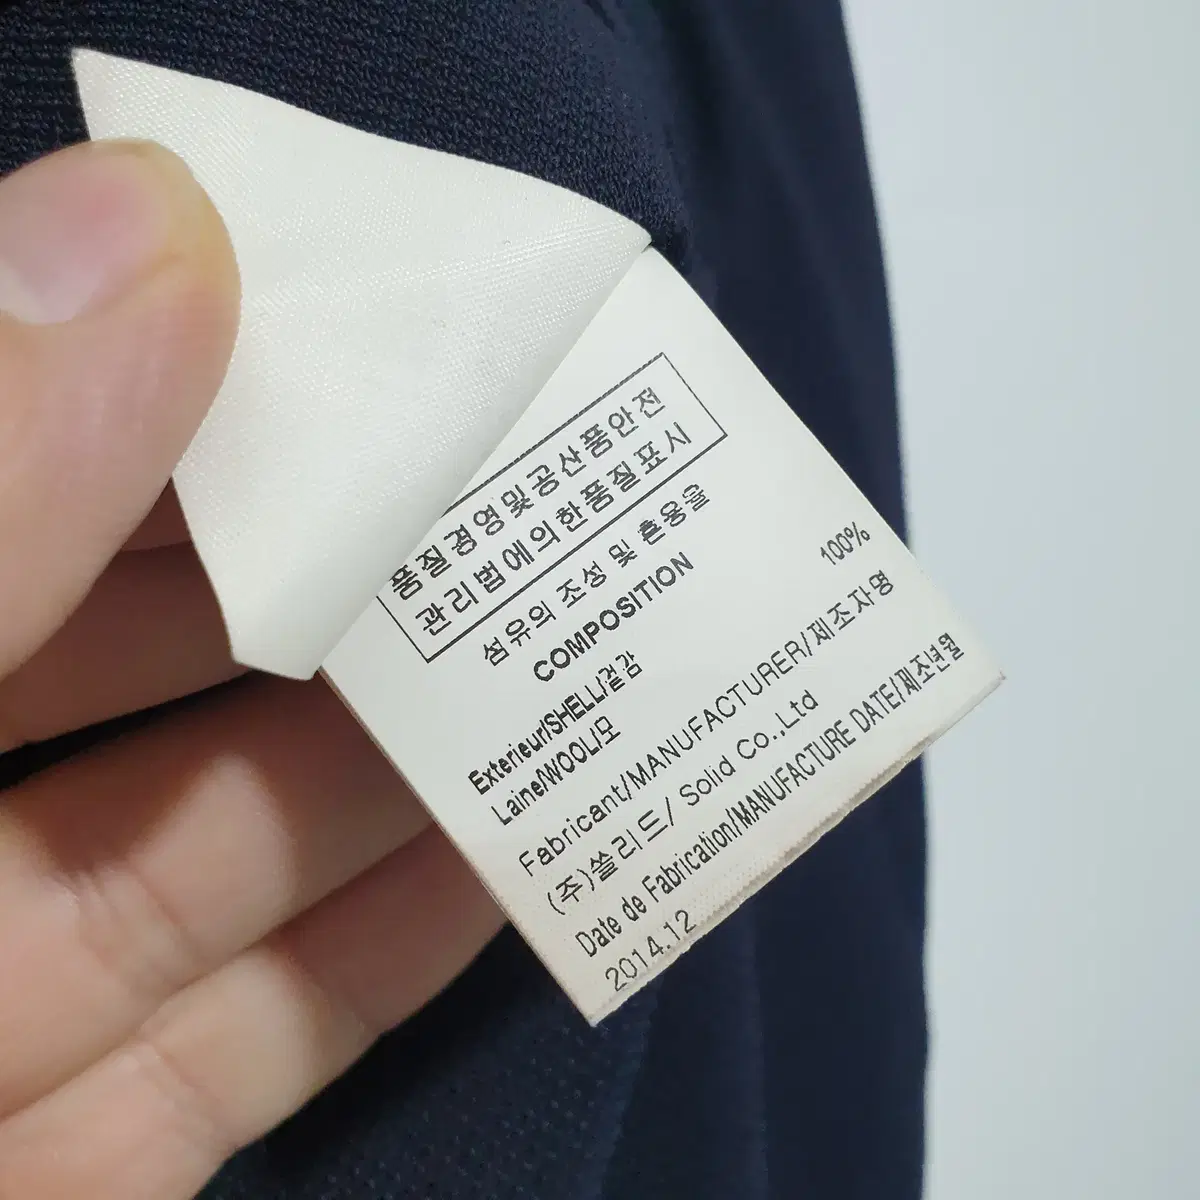 품질경영및공산품안전
관리법에의한품질표시
섬유의 조성 및 혼용율
COMPOSITION
Exterieur/SHELL/겉감
Laine/WOOL/모 100%
Fabricant/MANUFACTURER/제조자명
(주)쏠리드/ Solid Co.,Ltd
Date de Fabrication/MANUFACTURE DATE/제조년월
2014.12